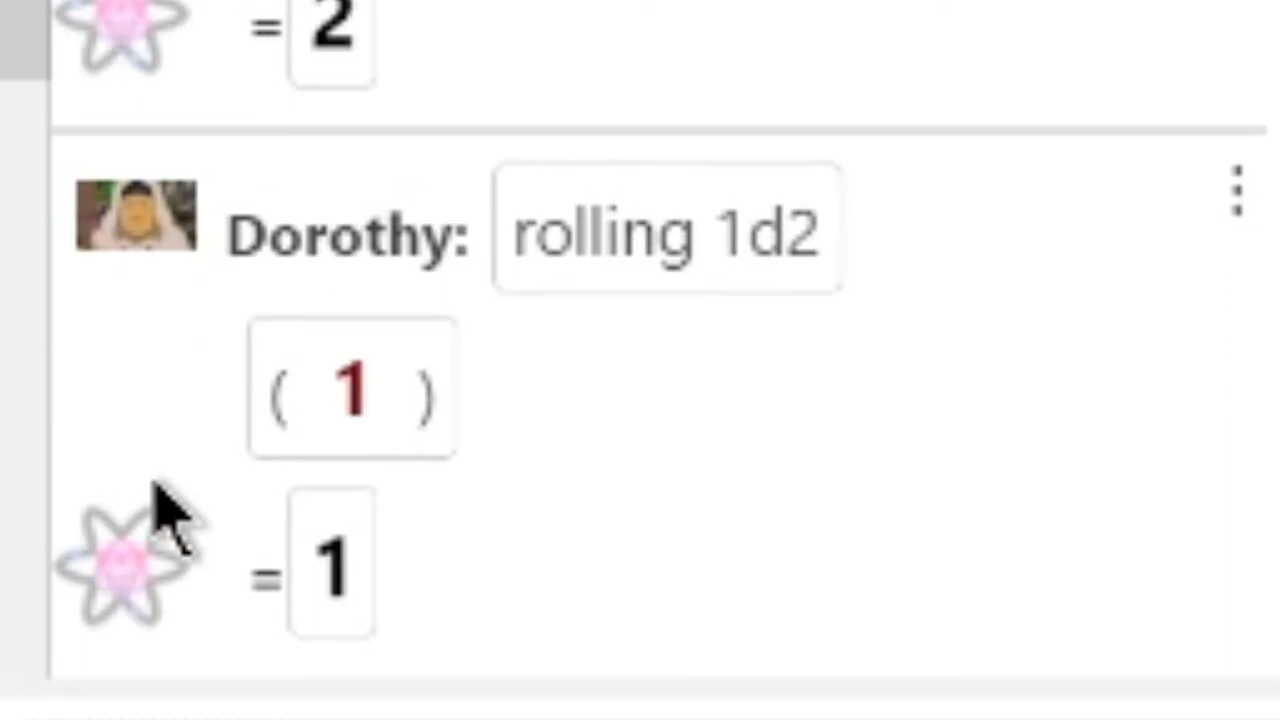 = 2
Dorothy: rolling 1d2
( 1 )
= 1